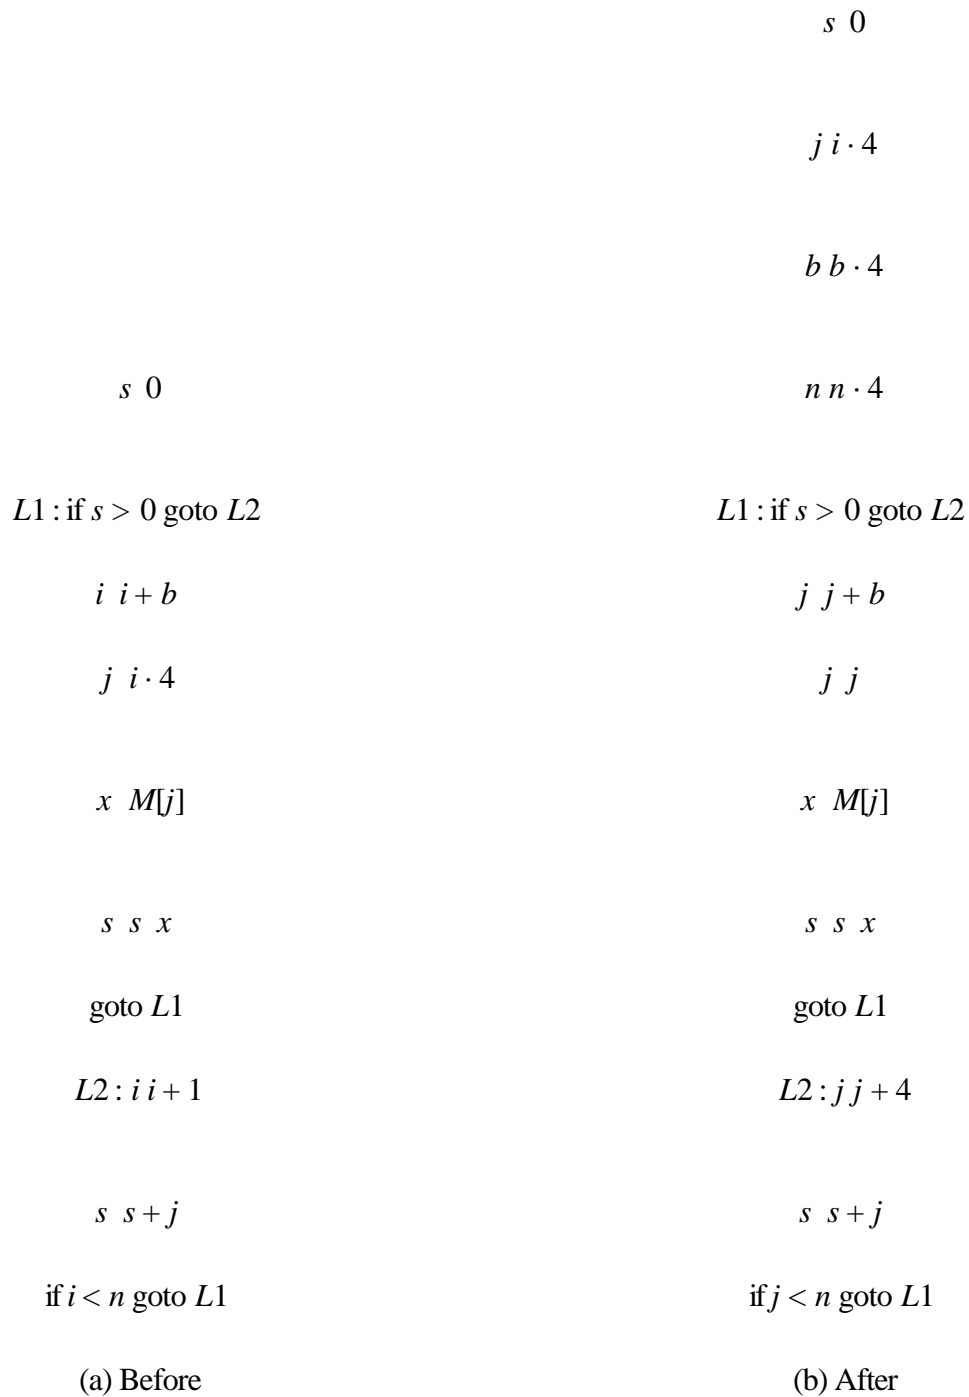 s 0
j i · 4
b b · 4
s 0
n n · 4
L1 : if s > 0 goto L2
L1 : if s > 0 goto L2
i i + b
j j + b
j i · 4
j j
x M[j]
x M[j]
s s x
s s x
goto L1
goto L1
L2 : i i + 1
L2 : j j + 4
s s + j
s s + j
if i < n goto L1
if j < n goto L1
(a) Before
(b) After